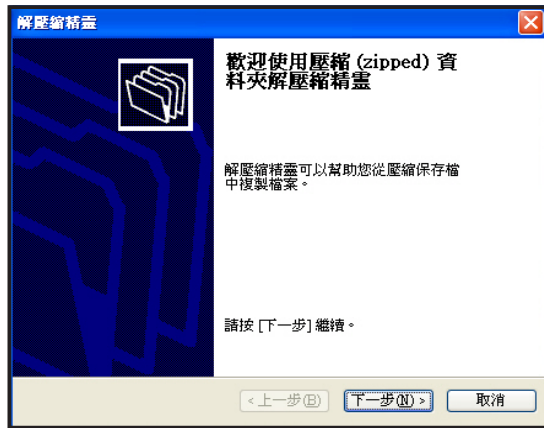 解壓縮精靈
歡迎使用壓縮 (zipped) 資
料夾解壓縮精靈
解壓縮精靈可以幫助您從壓縮保存檔
中複製檔案。
請按 [下一步] 繼續。
<上一步(B)
下一步(N) >
取消